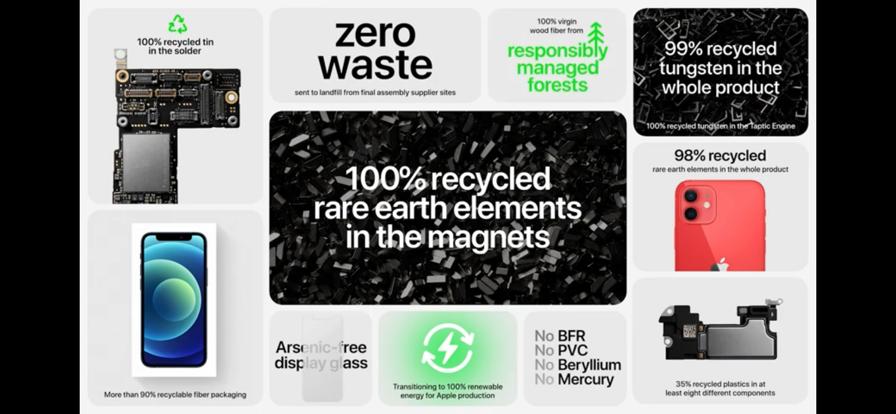 100% recycled tin
in the solder
zero
waste
sent to landfill from final assembly supplier sites
100% virgin
wood fiber from
responsibly
managed
forests
99% recycled
tungsten in the
whole product
100% recycled tungsten in the Taptic Engine
100% recycled
rare earth elements
in the magnets
98% recycled
rare earth elements in the whole product
More than 90% recyclable fiber packaging
Arsenic-free
display glass
Transitioning to 100% renewable
energy for Apple production
No BFR
No PVC
No Beryllium
No Mercury
35% recycled plastics in at
least eight different components